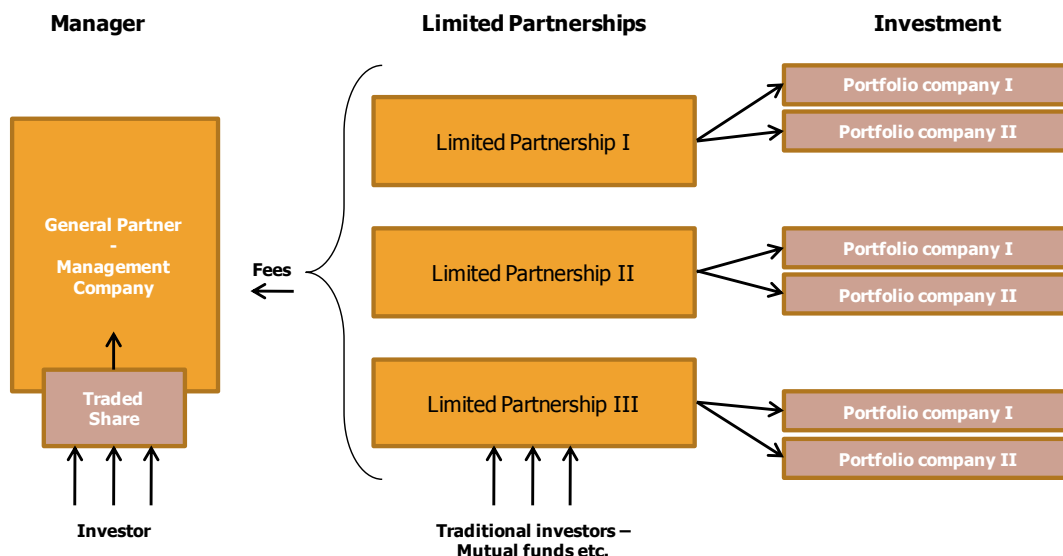 Manager
Limited Partnerships
Investment
General Partner
-
Management
Company
Traded
Share
Investor
Fees
Limited Partnership I
Limited Partnership II
Limited Partnership III
Traditional investors –
Mutual funds etc.
Portfolio company I
Portfolio company II
Portfolio company I
Portfolio company II
Portfolio company I
Portfolio company II